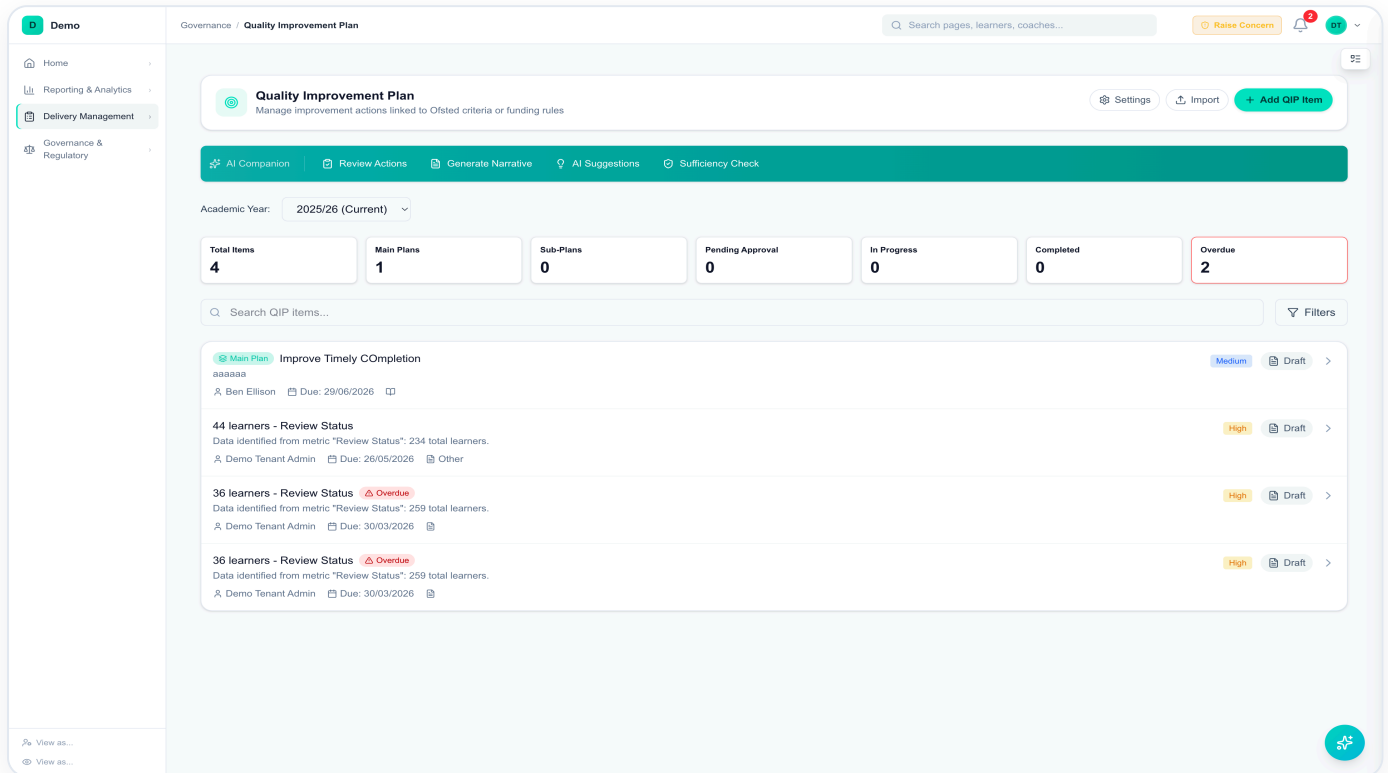 D Demo
Governance / Quality Improvement Plan
Search pages, learners, coaches...
Raise Concern
2
DT
Home
Reporting & Analytics
Delivery Management
Governance &
Regulatory
Quality Improvement Plan
Manage improvement actions linked to Ofsted criteria or funding rules
Settings
Import
+ Add QIP Item
AI Companion
Review Actions
Generate Narrative
AI Suggestions
Sufficiency Check
Academic Year:
2025/26 (Current)
Total Items
4
Main Plans
1
Sub-Plans
0
Pending Approval
0
In Progress
0
Completed
0
Overdue
2
Search QIP items...
Filters
Main Plan Improve Timely COmpletion
Medium Draft
aaaaaa
Ben Ellison Due: 29/06/2026
44 learners - Review Status
High Draft
Data identified from metric "Review Status": 234 total learners.
Demo Tenant Admin Due: 26/05/2026 Other
36 learners - Review Status Overdue
High Draft
Data identified from metric "Review Status": 259 total learners.
Demo Tenant Admin Due: 30/03/2026
36 learners - Review Status Overdue
High Draft
Data identified from metric "Review Status": 259 total learners.
Demo Tenant Admin Due: 30/03/2026
View as...
View as...